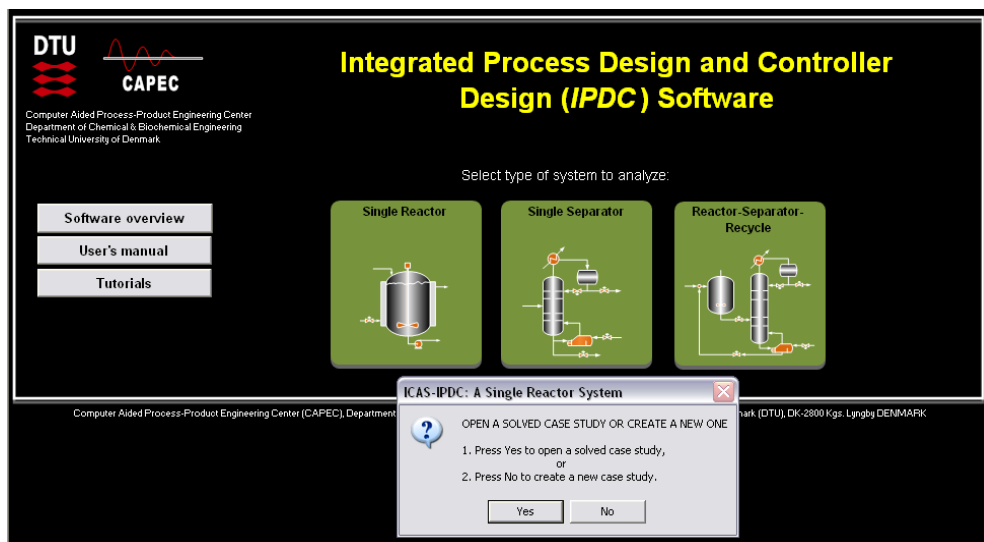 DTU
CAPEC
Computer Aided Process-Product Engineering Center
Department of Chemical & Biochemical Engineering
Technical University of Denmark
Integrated Process Design and Controller
Design (IPDC) Software
Select type of system to analyze:
Software overview
User's manual
Tutorials
Single Reactor
Single Separator
Reactor-Separator-
Recycle
Computer Aided Process-Product Engineering Center (CAPEC), Department
(DTU), DK-2800 Kgs. Lyngby DENMARK
ICAS-IPDC: A Single Reactor System
OPEN A SOLVED CASE STUDY OR CREATE A NEW ONE
1. Press Yes to open a solved case study,
or
2. Press No to create a new case study.
Yes
No